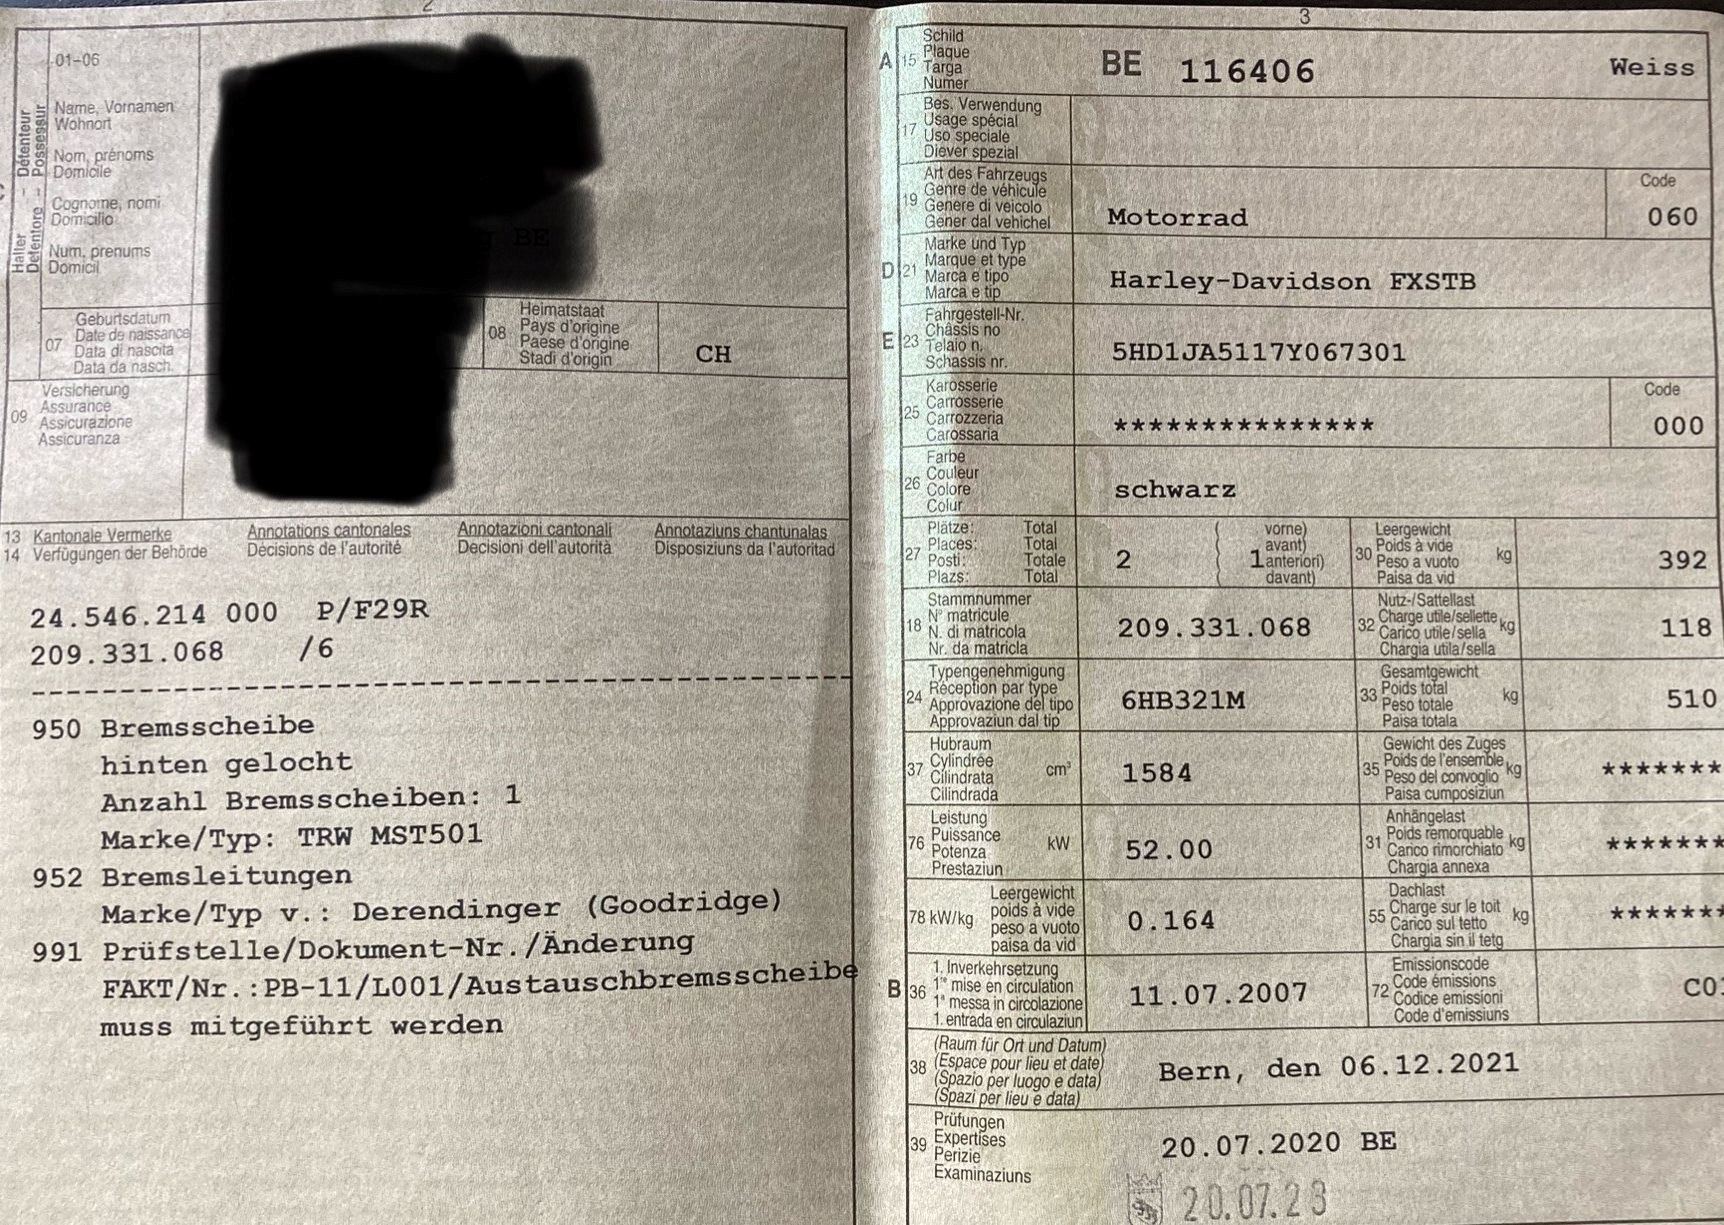 2
01-06
Halter - Détenteur
Detentore - Possessur
Name, Vornamen
Wohnort
Nom, prénoms
Domicile
Cognome, nomi
Domicilio
Num, prenums
Domicil
BE
07
Geburtsdatum
Date de naissance
Data di nascita
Data da nasch.
08
Heimatstaat
Pays d'origine
Paese d'origine
Stadi d'origin
CH
09
Versicherung
Assurance
Assicurazione
Assicuranza
13 Kantonale Vermerke Annotations cantonales Annotazioni cantonali Annotaziuns chantunalas
14 Verfügungen der Behörde Décisions de l'autorité Decisioni dell'autorità Disposiziuns da l'autoritad
24.546.214 000 P/F29R
209.331.068 /6
950 Bremsscheibe
hinten gelocht
Anzahl Bremsscheiben: 1
Marke/Typ: TRW MST501
952 Bremsleitungen
Marke/Typ v.: Derendinger (Goodridge)
991 Prüfstelle/Dokument-Nr./Änderung
FAKT/Nr.:PB-11/L001/Austauschbremsscheibe
muss mitgeführt werden
3
A 15
Schild
Plaque
Targa
Numer
BE 116406 Weiss
17
Bes. Verwendung
Usage spécial
Uso speciale
Diever spezial
19
Art des Fahrzeugs
Genre de véhicule
Genere di veicolo
Gener dal vehichel
Motorrad
Code
060
D 21
Marke und Typ
Marque et type
Marca e tipo
Marca e tip
Harley-Davidson FXSTB
E 23
Fahrgestell-Nr.
Châssis no
Telaio n.
Schassis nr.
5HD1JA5117Y067301
25
Karosserie
Carrosserie
Carrozzeria
Carossaria
***************
Code
000
26
Farbe
Couleur
Colore
Colur
schwarz
27
Plätze: Total
Places: Total
Posti: Totale
Plazs: Total
2
( vorne)
( avant)
( 1 anteriori)
( davant)
30
Leergewicht
Poids à vide
Peso a vuoto
Paisa da vid
kg
392
18
Stammnummer
N° matricule
N. di matricola
Nr. da matricla
209.331.068
32
Nutz-/Sattellast
Charge utile/sellette
Carico utile/sella
Chargia utila/sella
kg
118
24
Typengenehmigung
Réception par type
Approvazione del tipo
Approvaziun dal tip
6HB321M
33
Gesamtgewicht
Poids total
Peso totale
Paisa totala
kg
510
37
Hubraum
Cylindrée
Cilindrata
Cilindrada
cm³
1584
35
Gewicht des Zuges
Poids de l'ensemble
Peso del convoglio
Paisa cumposiziun
kg
*******
76
Leistung
Puissance
Potenza
Prestaziun
kW
52.00
31
Anhängelast
Poids remorquable
Carico rimorchiato
Chargia annexa
kg
*******
78 kW/kg
Leergewicht
poids à vide
peso a vuoto
paisa da vid
0.164
55
Dachlast
Charge sur le toit
Carico sul tetto
Chargia sin il tetg
kg
*******
B 36
1. Inverkehrsetzung
1re mise en circulation
1a messa in circolazione
1. entrada en circulaziun
11.07.2007
72
Emissionscode
Code émissions
Codice emissioni
Code d'emissiuns
38
(Raum für Ort und Datum)
(Espace pour lieu et date)
(Spazio per luogo e data)
(Spazi per lieu e data)
Bern, den 06.12.2021
39
Prüfungen
Expertises
Perizie
Examinaziuns
20.07.2020 BE
20.07.23